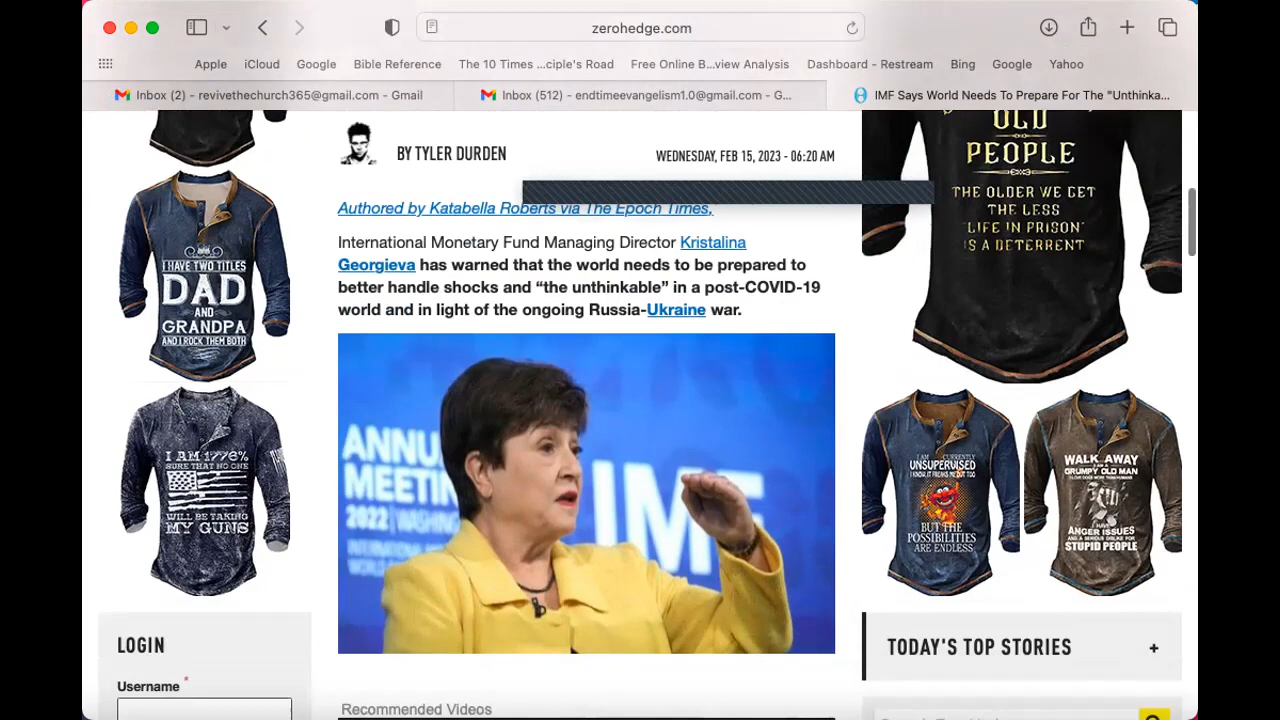 zerohedge.com
Apple
iCloud
Google
Bible Reference
The 10 Times ...ciple's Road
Free Online B...view Analysis
Dashboard - Restream
Bing
Google
Yahoo
Inbox (2) - revivethechurch365@gmail.com - Gmail
Inbox (512) - endtimeevangelism1.0@gmail.com - G...
IMF Says World Needs To Prepare For The "Unthinka...
BY TYLER DURDEN
WEDNESDAY, FEB 15, 2023 - 06:20 AM
Authored by Katabella Roberts via The Epoch Times,
International Monetary Fund Managing Director Kristalina
Georgieva has warned that the world needs to be prepared to
better handle shocks and “the unthinkable” in a post-COVID-19
world and in light of the ongoing Russia-Ukraine war.
ANNU
MEETIN
2022 | WASHING
IMF
Recommended Videos
I HAVE TWO TITLES
DAD
AND
GRANDPA
AND I ROCK THEM BOTH
I AM 1776%
SURE THAT NO ONE
WILL BE TAKING
MY GUNS
LOGIN
Username *
OLD
PEOPLE
THE OLDER WE GET
THE LESS
"LIFE IN PRISON"
IS A DETERRENT
I AM CURRENTLY
UNSUPERVISED
I KNOW IT FREAKS ME OUT TOO
BUT THE
POSSIBILITIES
ARE ENDLESS
WALK AWAY
I AM A
GRUMPY OLD MAN
I LOVE DOGS MORE THAN HUMANS
I HAVE
ANGER ISSUES
AND A SERIOUS DISLIKE FOR
STUPID PEOPLE
TODAY'S TOP STORIES
+